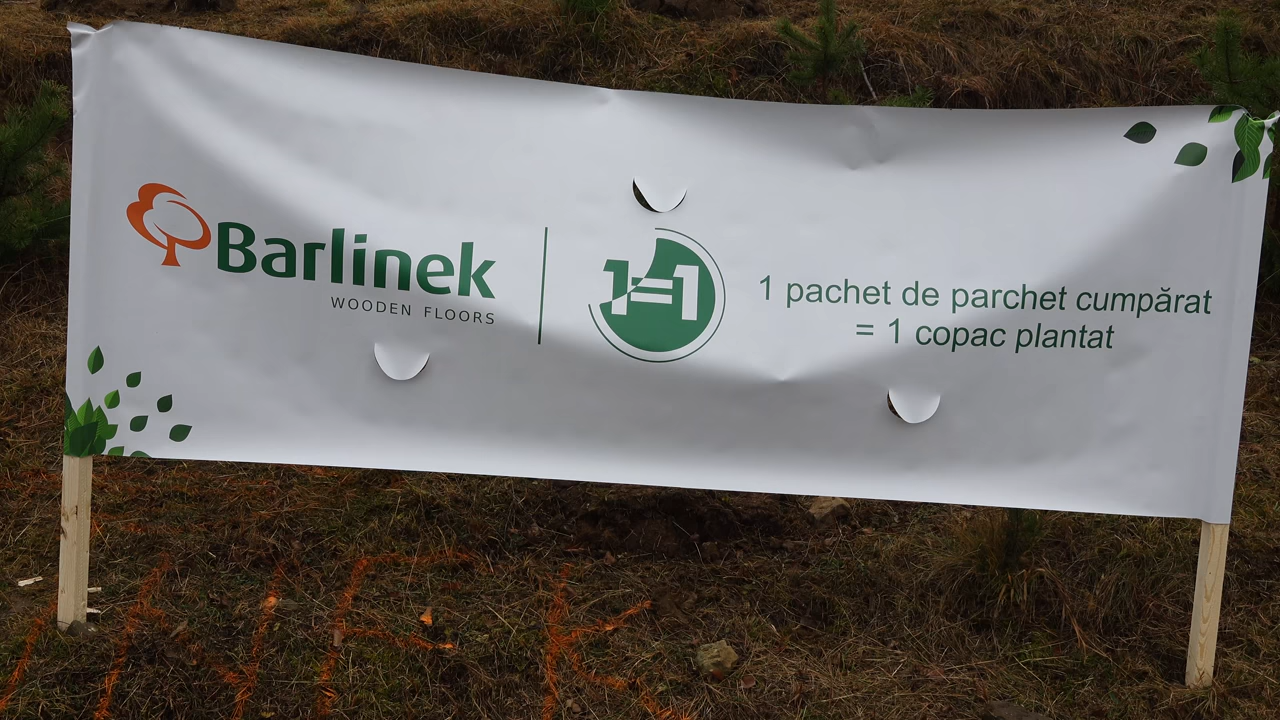 Barlinek
WOODEN FLOORS
1=1
1 pachet de parchet cumpărat
= 1 copac plantat